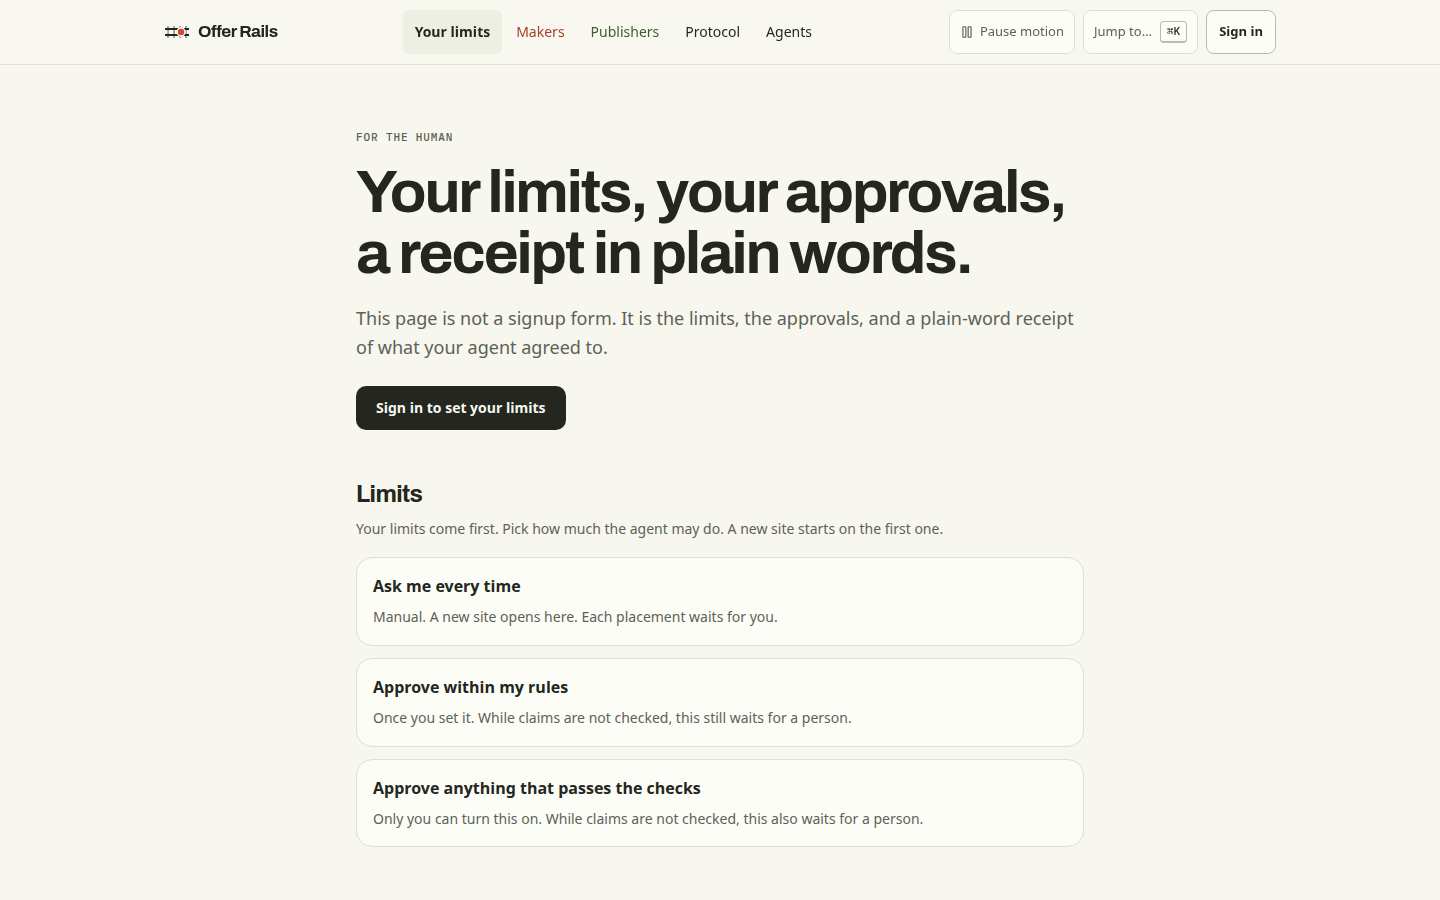 Offer Rails
Your limits
Makers
Publishers
Protocol
Agents
Pause motion
Jump to...
⌘K
Sign in
FOR THE HUMAN
Your limits, your approvals,
a receipt in plain words.
This page is not a signup form. It is the limits, the approvals, and a plain-word receipt
of what your agent agreed to.
Sign in to set your limits
Limits
Your limits come first. Pick how much the agent may do. A new site starts on the first one.
Ask me every time
Manual. A new site opens here. Each placement waits for you.
Approve within my rules
Once you set it. While claims are not checked, this still waits for a person.
Approve anything that passes the checks
Only you can turn this on. While claims are not checked, this also waits for a person.